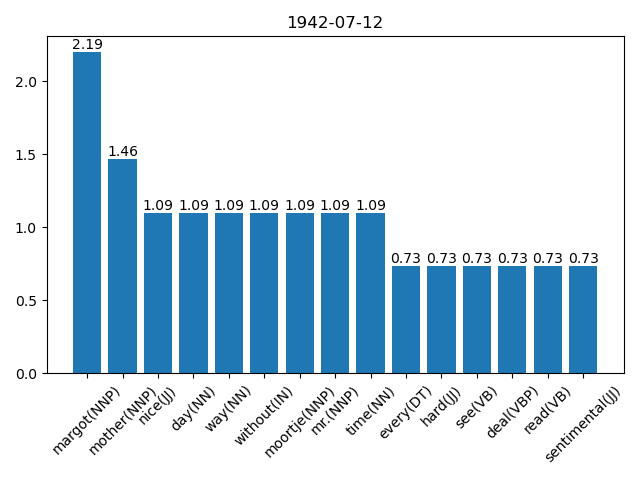 1942-07-12
2.19
1.46
1.09 1.09 1.09 1.09 1.09 1.09 1.09
0.73 0.73 0.73 0.73 0.73 0.73
2.0
1.5
1.0
0.5
0.0
margot(NNP)
mother(NNP)
nice(JJ)
day(NN)
way(NN)
without(IN)
moortje(NNP)
mr.(NNP)
time(NN)
every(DT)
hard(JJ)
see(VB)
deal(VBP)
read(VB)
sentimental(JJ)